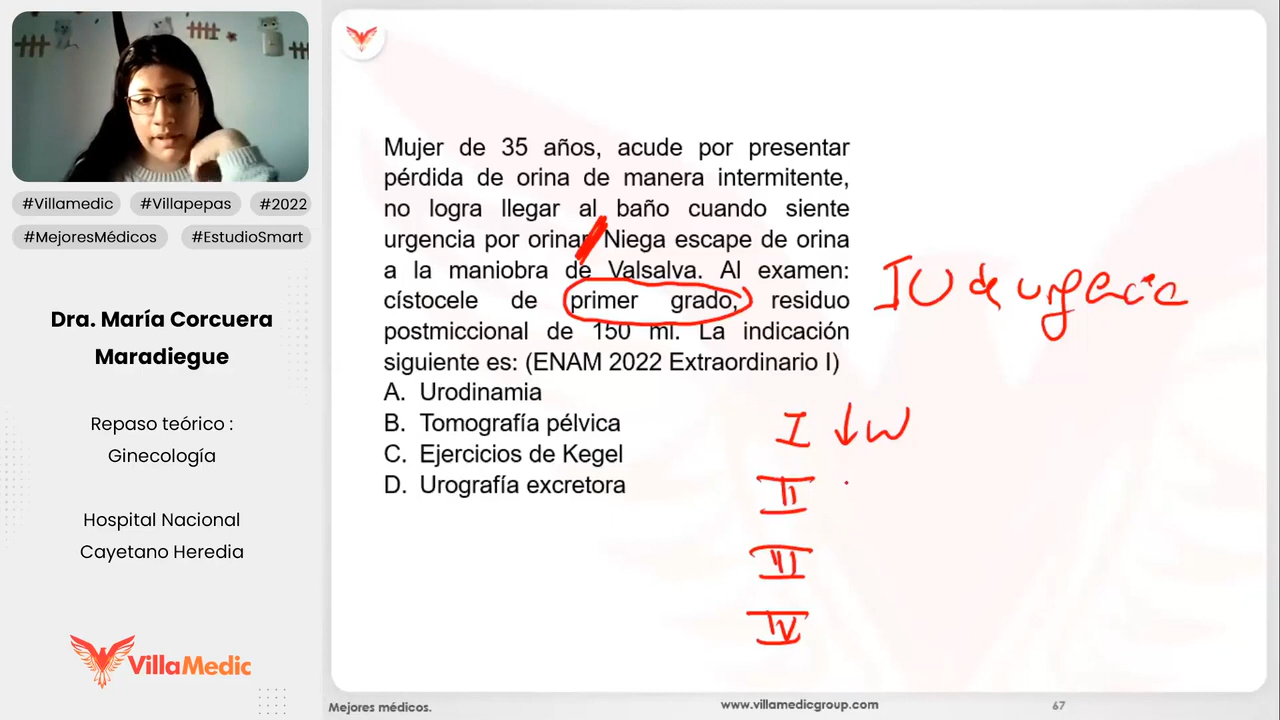 #Villamedic #Villapepas #2022
#MejoresMédicos #EstudioSmart
Dra. María Corcuera
Maradiegue
Repaso teórico :
Ginecología
Hospital Nacional
Cayetano Heredia
VillaMedic
Mujer de 35 años, acude por presentar
pérdida de orina de manera intermitente,
no logra llegar al baño cuando siente
urgencia por orinar. Niega escape de orina
a la maniobra de Valsalva. Al examen:
cístocele de primer grado, residuo
postmiccional de 150 ml. La indicación
siguiente es: (ENAM 2022 Extraordinario I)
A. Urodinamia
B. Tomografía pélvica
C. Ejercicios de Kegel
D. Urografía excretora
IU de urgencia
I ↓ w
II
III
IV
Mejores médicos.
www.villamedicgroup.com
67